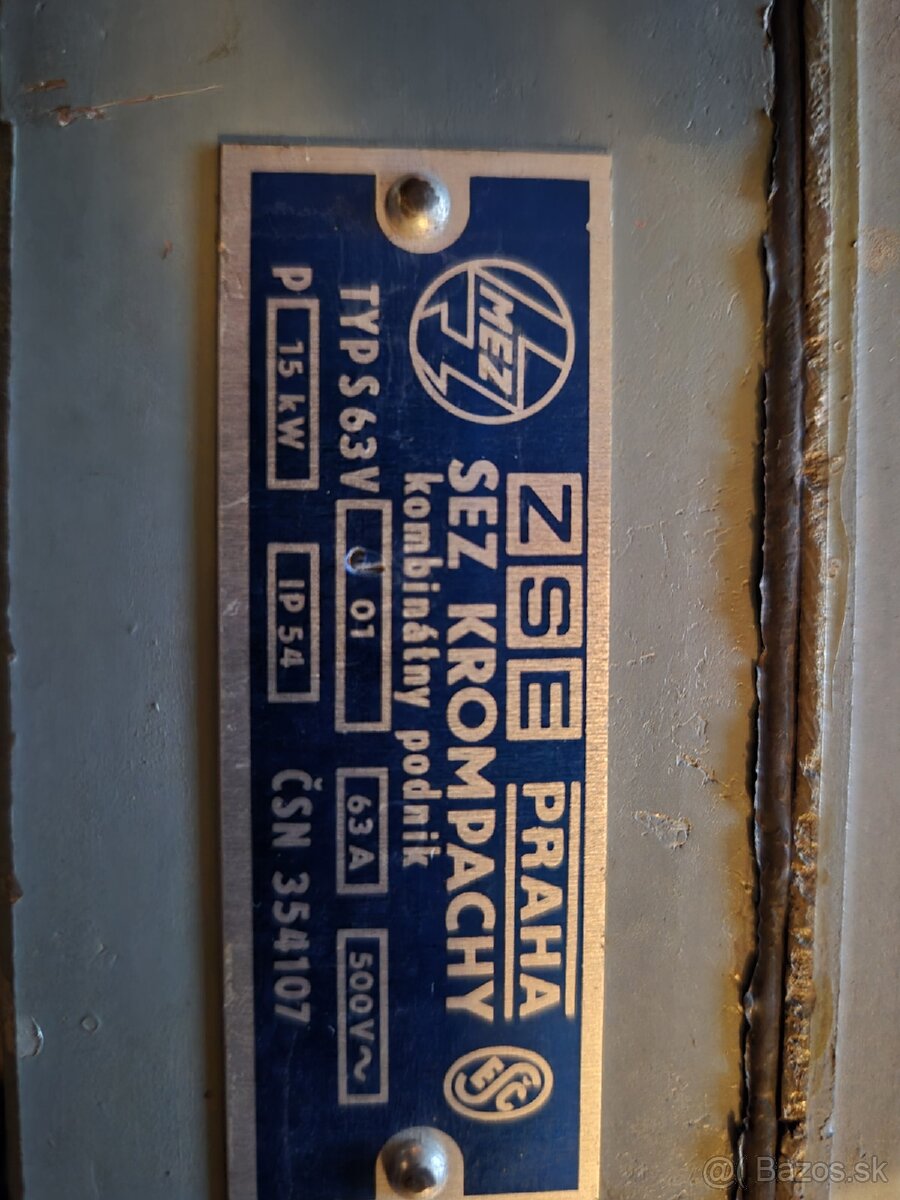 MEZ
ZSE PRAHA
SEZ KROMPACHY
kombinátny podnik
ESČ
TYP S63V J 01 63 A 500V~
P 15 kW IP 54 ČSN 354107
@( Bazos.sk